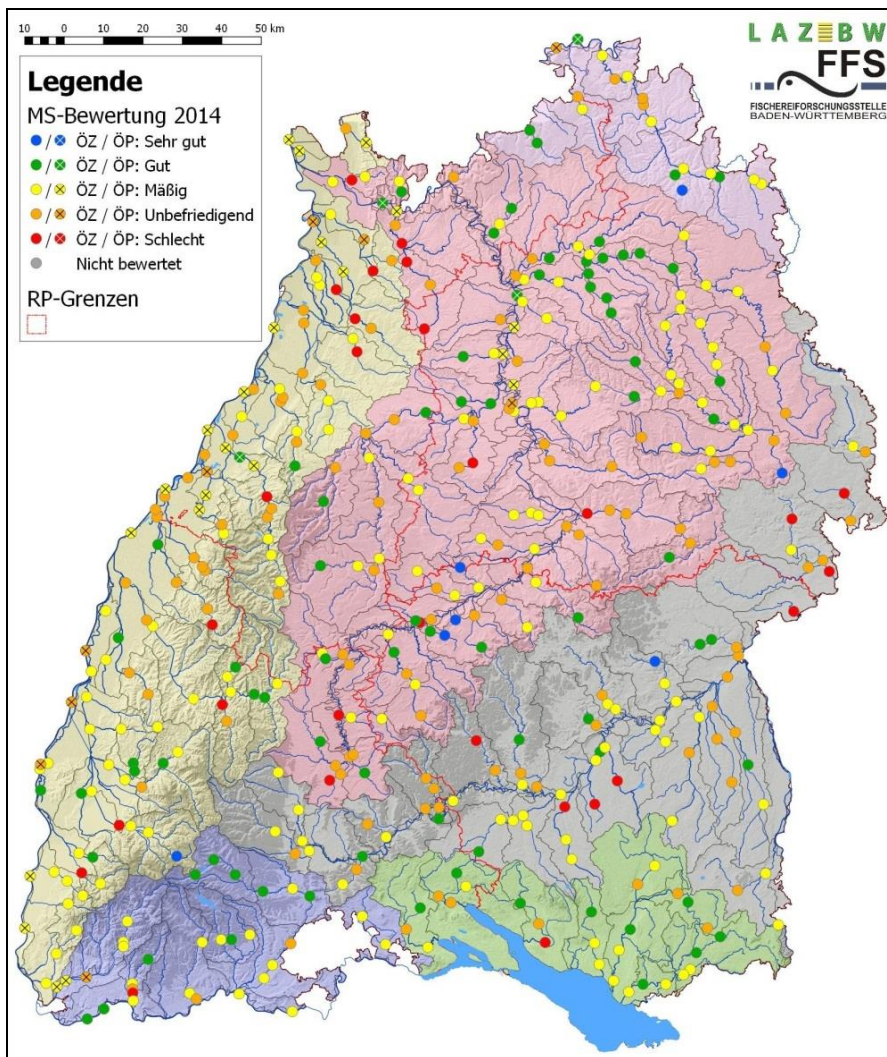 10 0 10 20 30 40 50 km
Legende
MS-Bewertung 2014
/ ÖZ / ÖP: Sehr gut
/ ÖZ / ÖP: Gut
/ ÖZ / ÖP: Mäßig
/ ÖZ / ÖP: Unbefriedigend
/ ÖZ / ÖP: Schlecht
Nicht bewertet
RP-Grenzen
LAZBW
FFS
FISCHEREIFORSCHUNGSSTELLE
BADEN-WÜRTTEMBERG